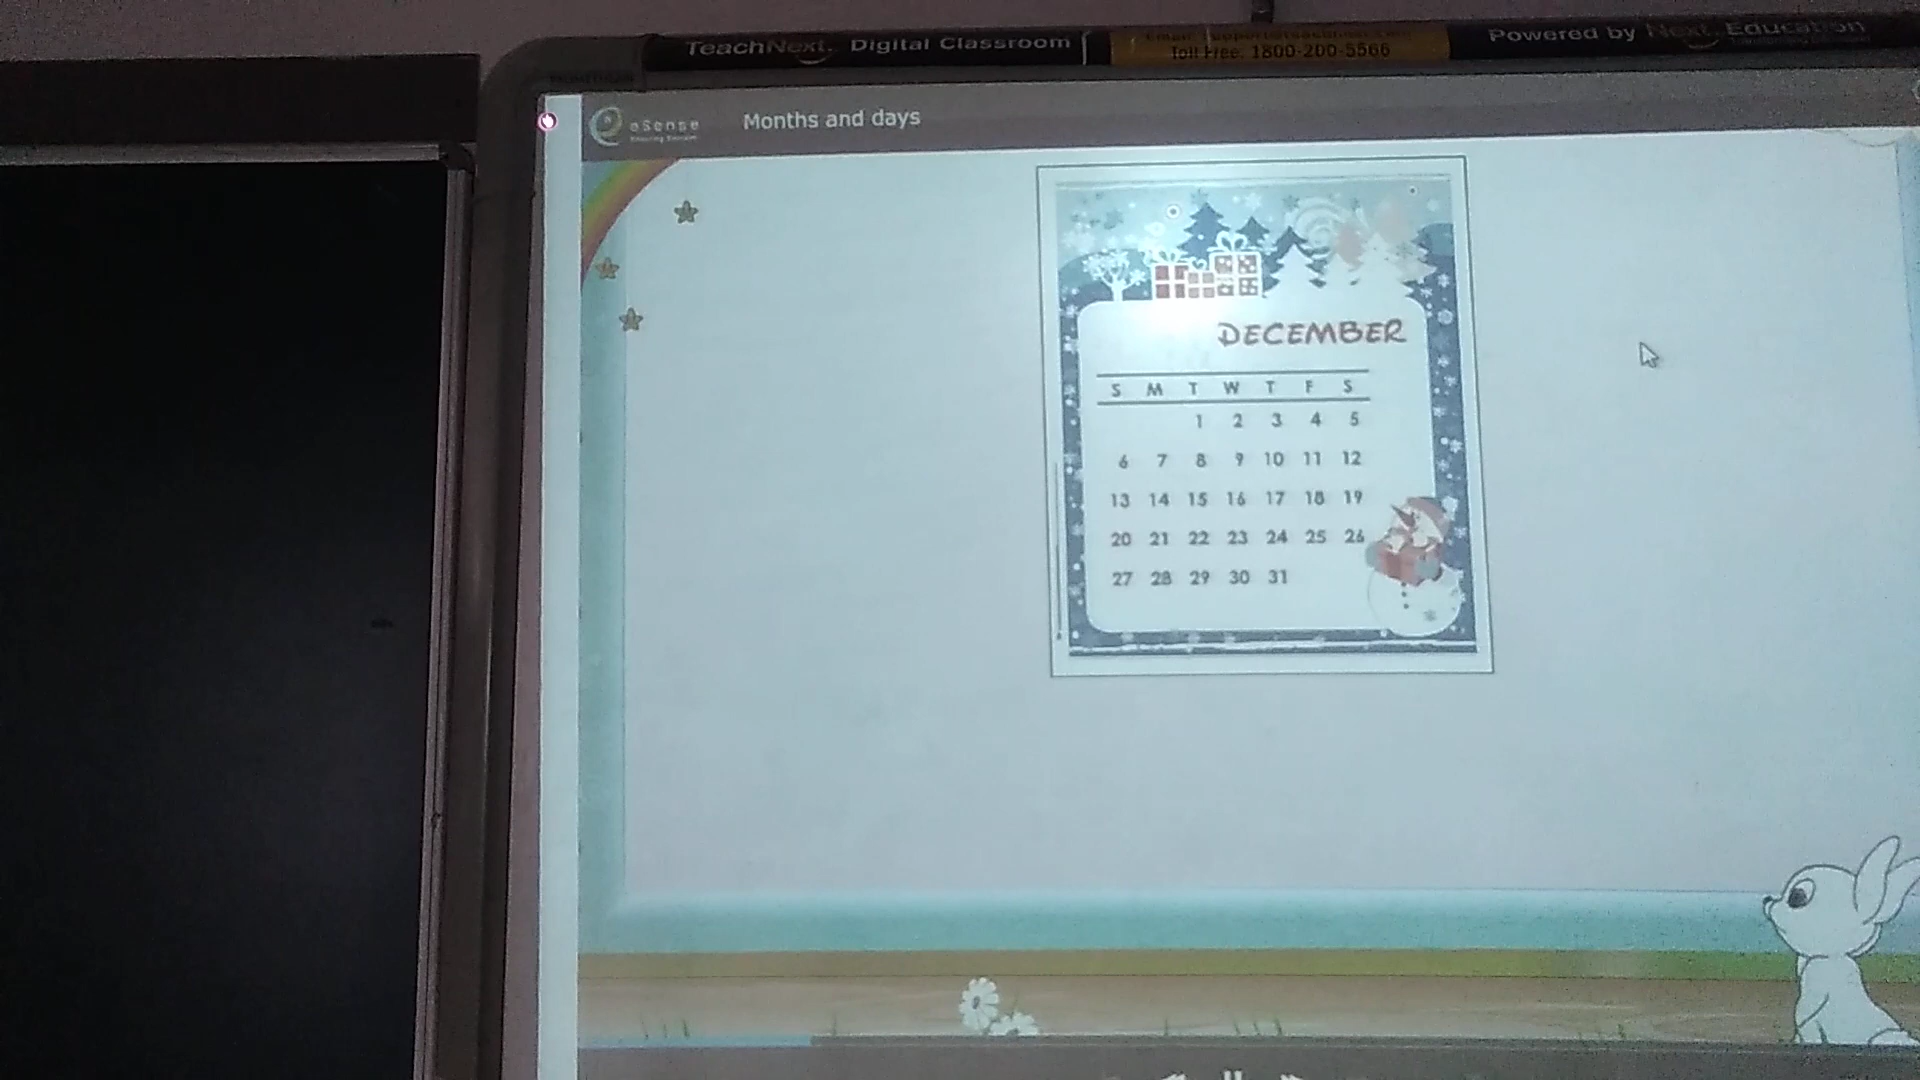 TeachNext. Digital Classroom
Toll Free: 1800-200-5566
Powered by Next Education
eSense
Months and days
DECEMBER
S M T W T F S
1 2 3 4 5
6 7 8 9 10 11 12
13 14 15 16 17 18 19
20 21 22 23 24 25 26
27 28 29 30 31